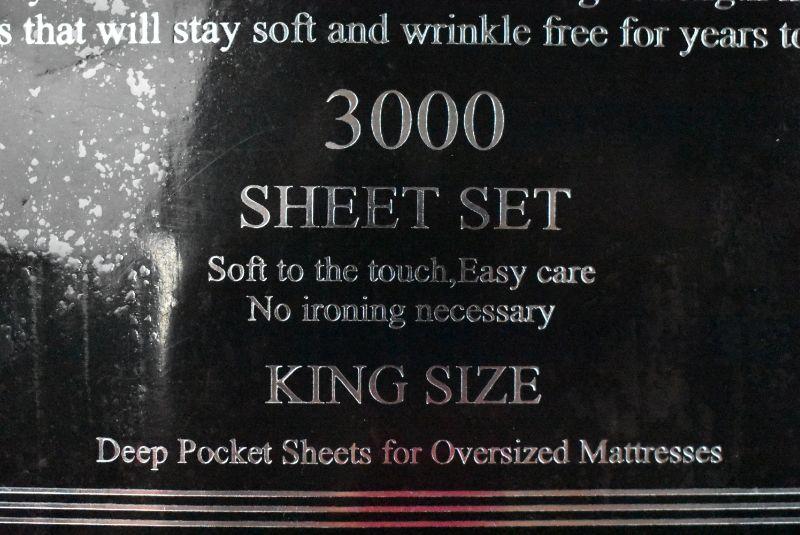 s that will stay soft and wrinkle free for years to
3000
SHEET SET
Soft to the touch,Easy care
No ironing necessary
KING SIZE
Deep Pocket Sheets for Oversized Mattresses